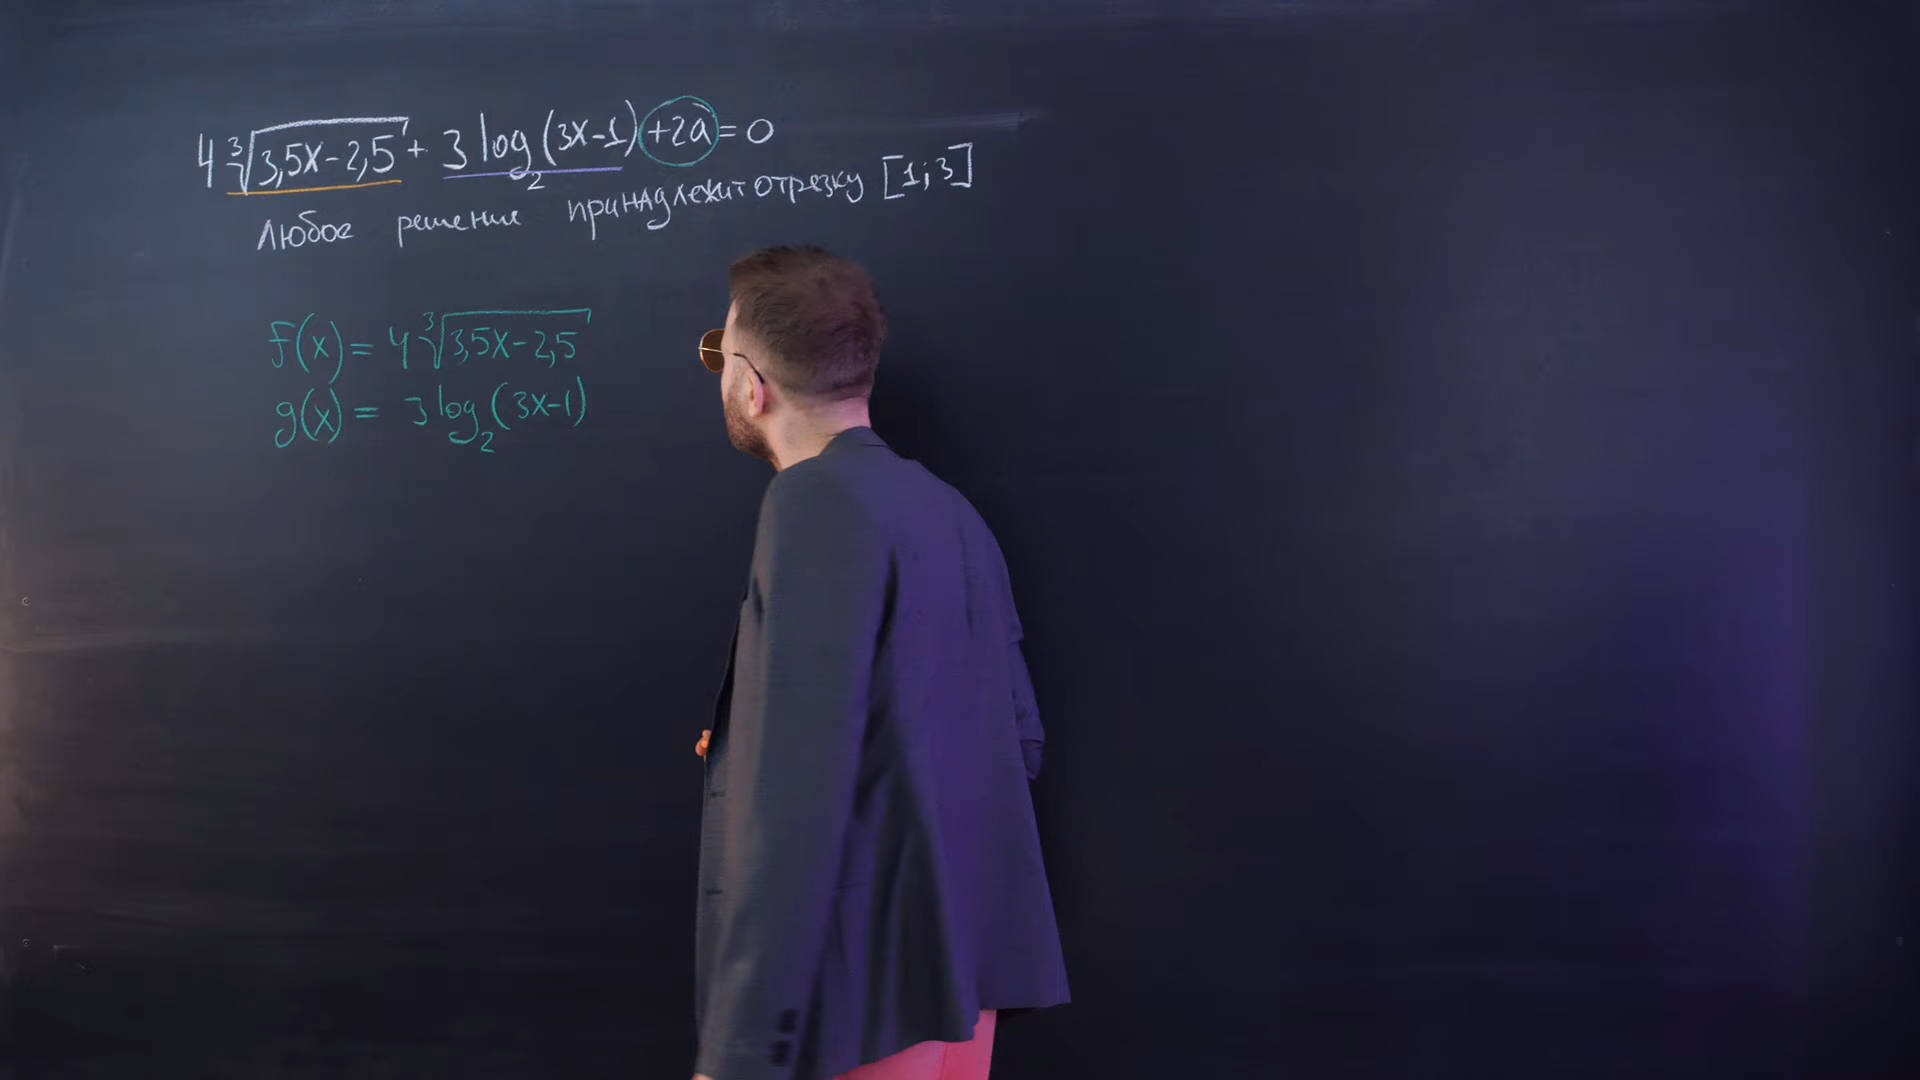 4∛(3,5x-2,5) + 3log₂(3x-1)+2a=0
Любое решение принадлежит отрезку [1;3]
f(x) = 4∛(3,5x-2,5)
g(x) = 3log₂(3x-1)